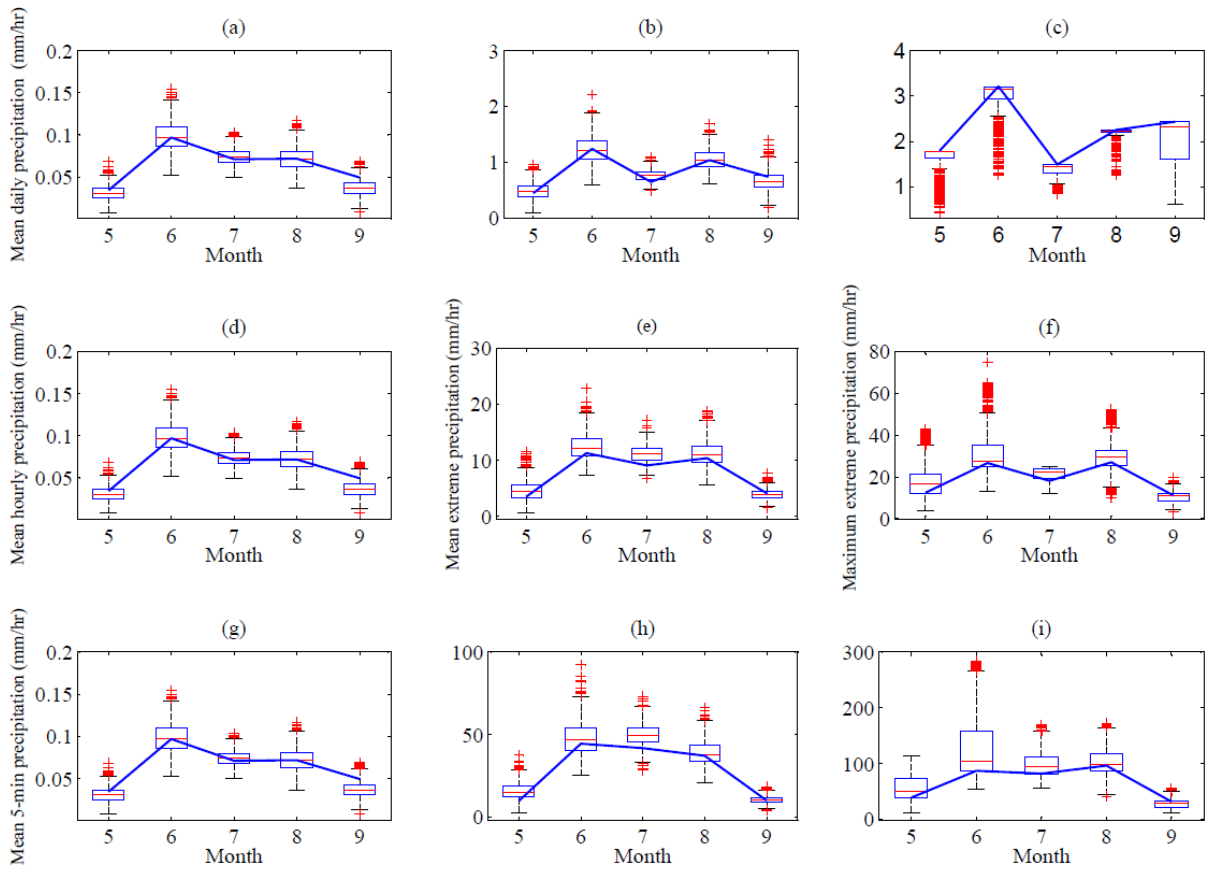 (a)
(b)
(c)
Mean daily precipitation (mm/hr)
0.2
0.15
0.1
0.05
5 6 7 8 9
Month
3
2
1
0
5 6 7 8 9
Month
4
3
2
1
5 6 7 8 9
Month
(d)
(e)
(f)
Mean hourly precipitation (mm/hr)
0.2
0.15
0.1
0.05
5 6 7 8 9
Month
Mean extreme precipitation (mm/hr)
30
20
10
0
5 6 7 8 9
Month
Maximum extreme precipitation (mm/hr)
80
60
40
20
0
5 6 7 8 9
Month
(g)
(h)
(i)
Mean 5-min precipitation (mm/hr)
0.2
0.15
0.1
0.05
5 6 7 8 9
Month
100
50
0
5 6 7 8 9
Month
300
200
100
0
5 6 7 8 9
Month